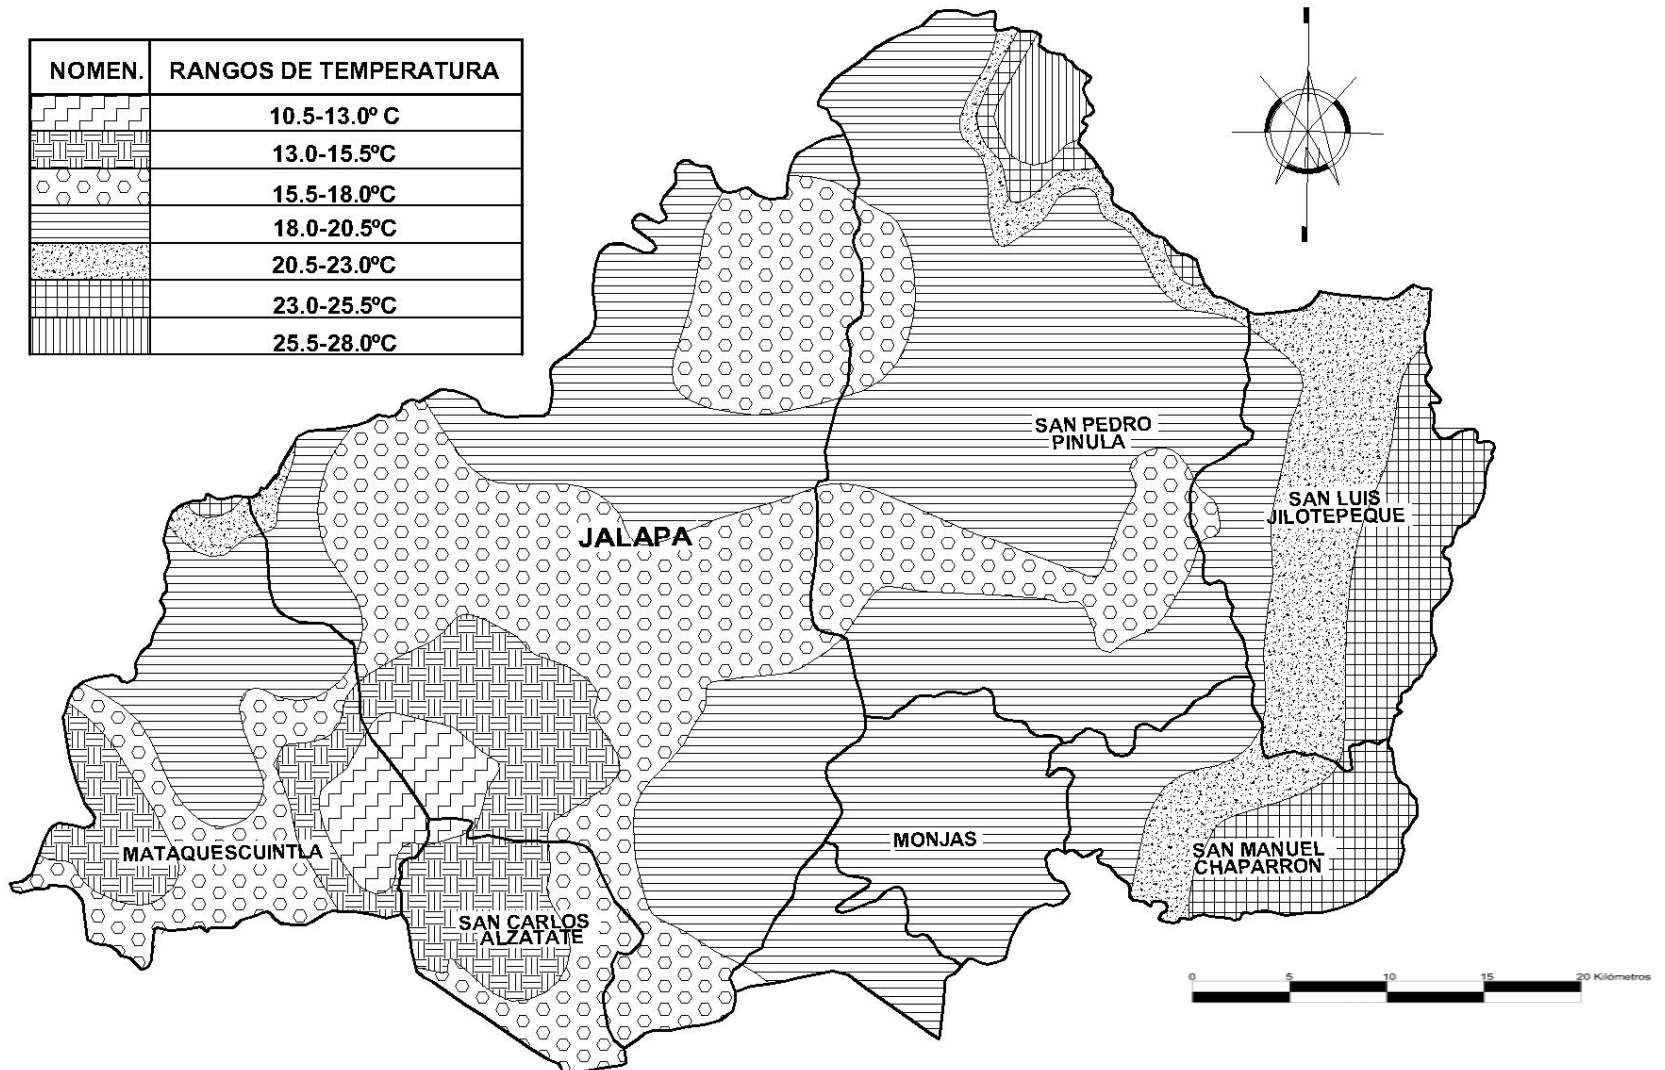 NOMEN. RANGOS DE TEMPERATURA
10.5-13.0º C
13.0-15.5ºC
15.5-18.0ºC
18.0-20.5ºC
20.5-23.0ºC
23.0-25.5ºC
25.5-28.0ºC
N
SAN PEDRO
PINULA
SAN LUIS
JILOTEPEQUE
JALAPA
MONJAS
MATAQUESCUINTLA
SAN MANUEL
CHAPARRON
SAN CARLOS
ALZATATE
0 5 10 15 20 Kilómetros